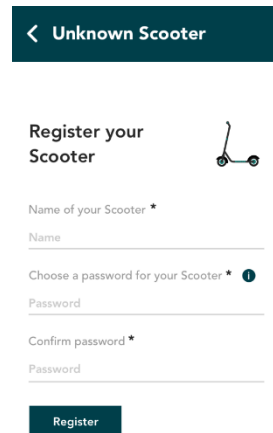 Unknown Scooter
Register your
Scooter
Name of your Scooter *
Name
Choose a password for your Scooter * i
Password
Confirm password *
Password
Register